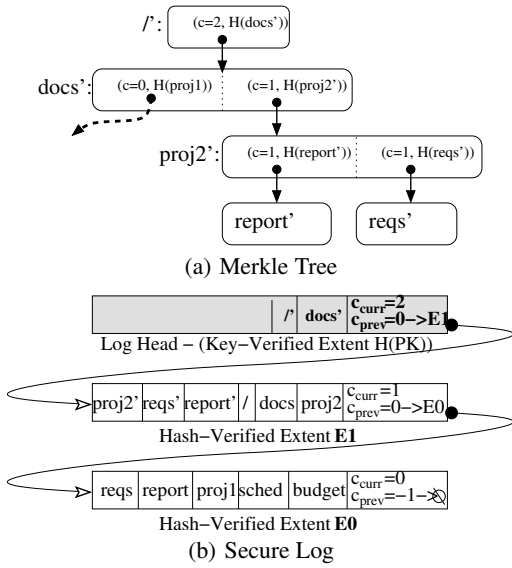 /’: (c=2, H(docs’))
docs’: (c=0, H(proj1)) (c=1, H(proj2’))
proj2’: (c=1, H(report’)) (c=1, H(reqs’))
report’ reqs’
(a) Merkle Tree
/’ docs’ c_curr=2
c_prev=0->E1
Log Head – (Key–Verified Extent H(PK))
proj2’ reqs’ report’ / docs proj2 c_curr=1
c_prev=0->E0
Hash–Verified Extent E1
reqs report proj1 sched budget c_curr=0
c_prev=–1->∅
Hash–Verified Extent E0
(b) Secure Log